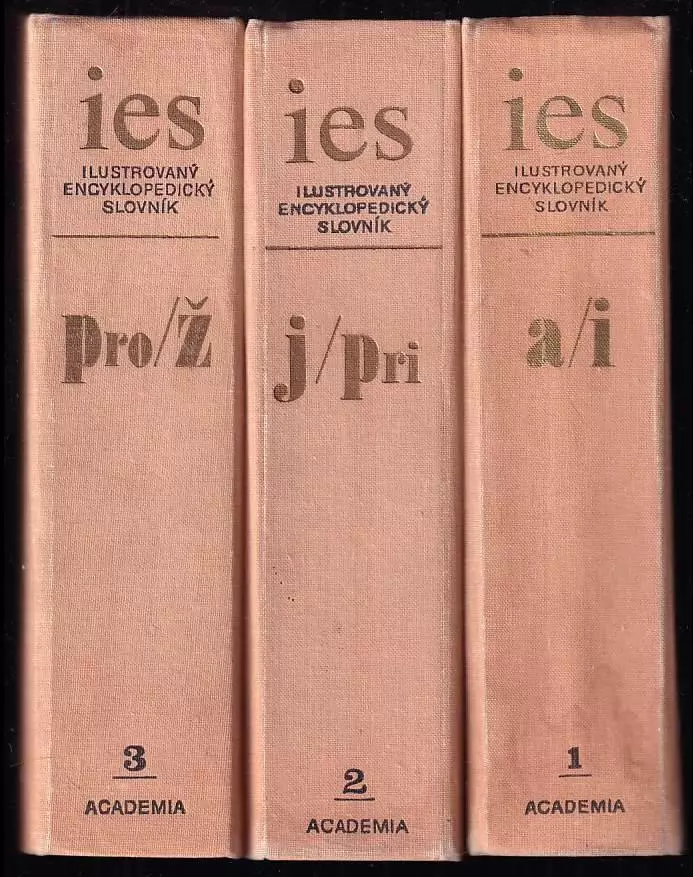 ies
ILUSTROVANÝ
ENCYKLOPEDICKÝ
SLOVNÍK
pro/ž
3
ACADEMIA
ies
ILUSTROVANÝ
ENCYKLOPEDICKÝ
SLOVNÍK
j/pri
2
ACADEMIA
ies
ILUSTROVANÝ
ENCYKLOPEDICKÝ
SLOVNÍK
a/i
1
ACADEMIA